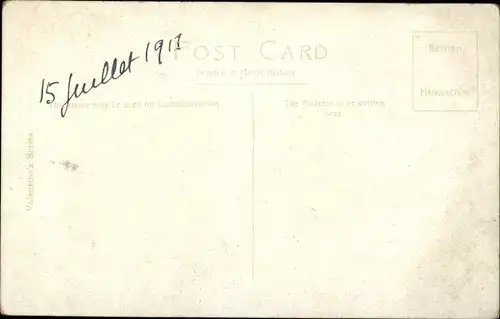 15 Juillet 1911
POST CARD
Printed in Great Britain
This space may be used for Communication
The Address to be written
here
BRITISH
MANUFACTURE
Valentine's Series